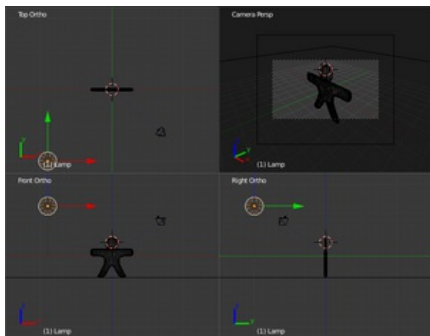 Top Ortho
Camera Persp
(1) Lamp
(1) Lamp
Front Ortho
Right Ortho
(1) Lamp
(1) Lamp